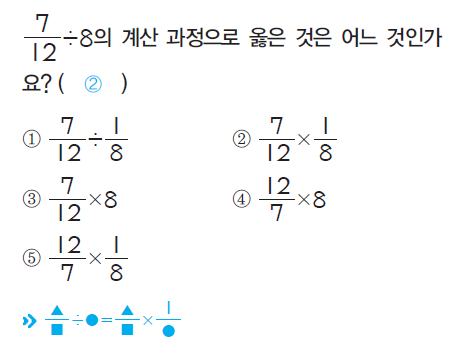 7/12÷8의 계산 과정으로 옳은 것은 어느 것인가
요? ( ② )
① 7/12÷1/8 ② 7/12×1/8
③ 7/12×8 ④ 12/7×8
⑤ 12/7×1/8
» ▲/■÷●=▲/■×1/●